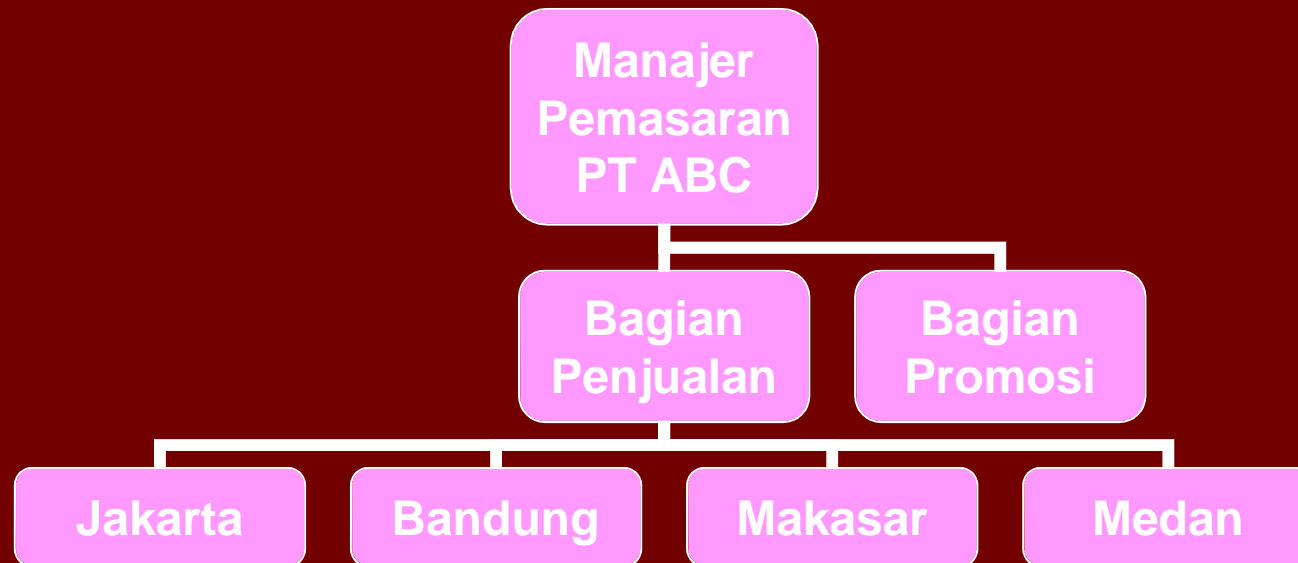 Manajer
Pemasaran
PT ABC
Bagian
Penjualan
Bagian
Promosi
Jakarta
Bandung
Makasar
Medan